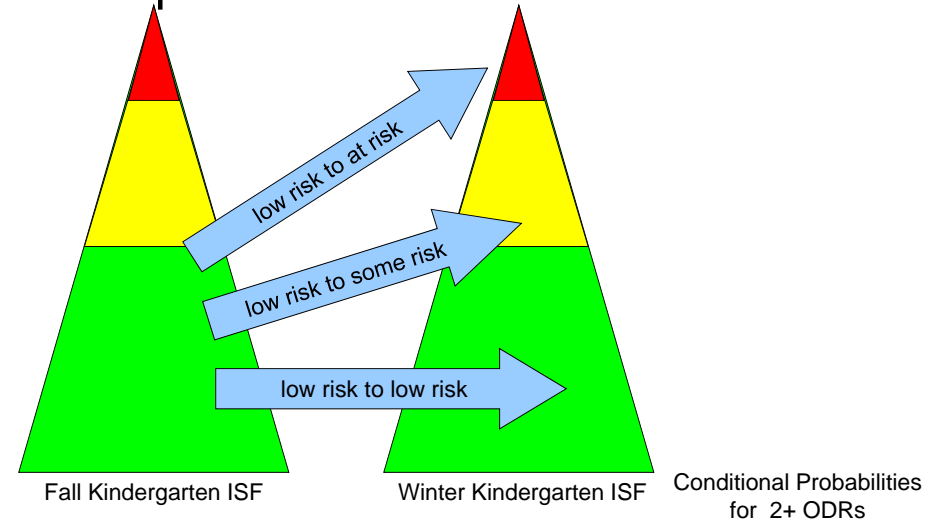 low risk to at risk
low risk to some risk
low risk to low risk
Fall Kindergarten ISF
Winter Kindergarten ISF
Conditional Probabilities
for 2+ ODRs